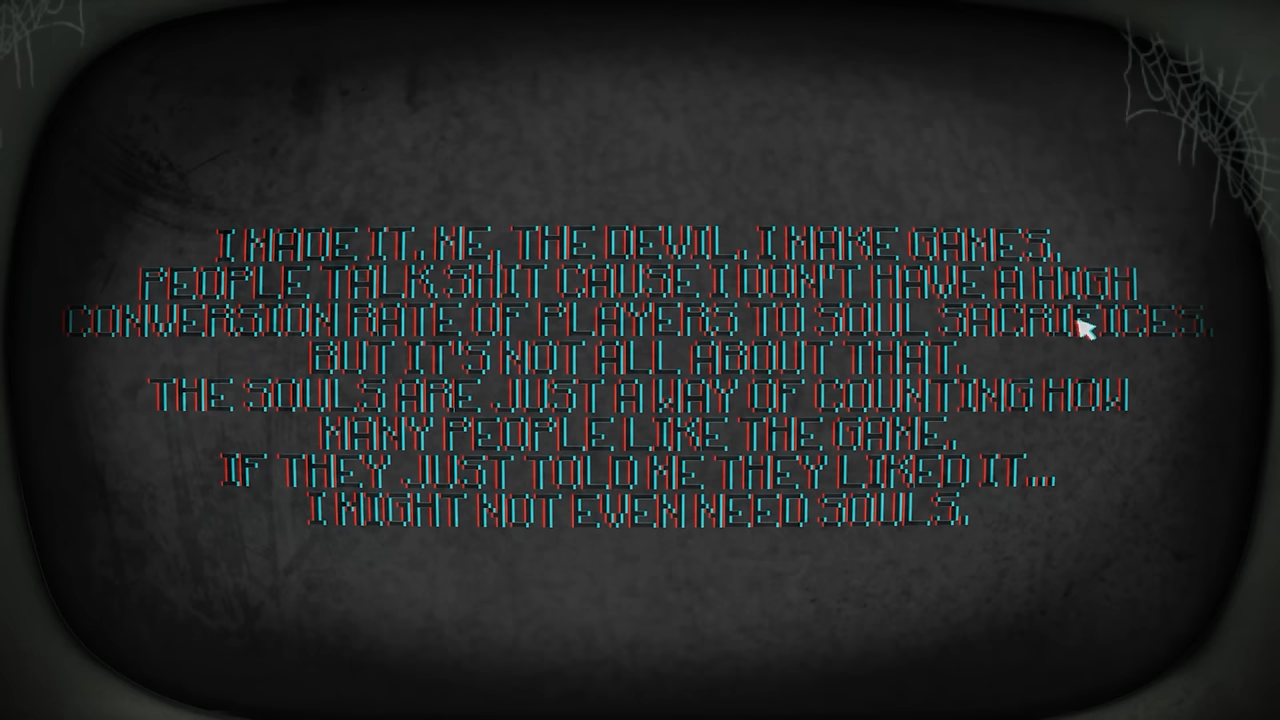 I MADE IT. ME, THE DEVIL. I MAKE GAMES.
PEOPLE TALK SHIT CAUSE I DON'T HAVE A HIGH
CONVERSION RATE OF PLAYERS TO SOUL SACRIFICES.
BUT IT'S NOT ALL ABOUT THAT.
THE SOULS ARE JUST A WAY OF COUNTING HOW
MANY PEOPLE LIKE THE GAME.
IF THEY JUST TOLD ME THEY LIKED IT...
I MIGHT NOT EVEN NEED SOULS.